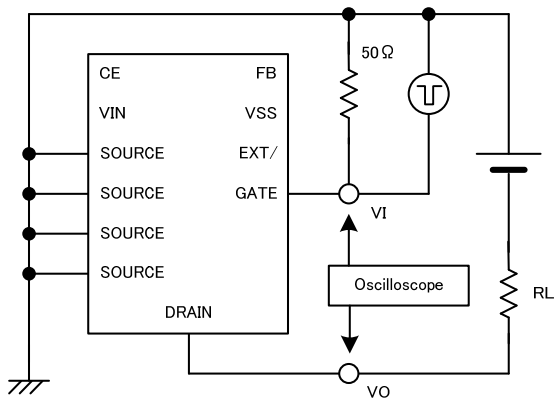 50Ω
CE FB
VIN VSS
SOURCE EXT/
SOURCE GATE
SOURCE
SOURCE
DRAIN
VI
Oscilloscope
RL
VO